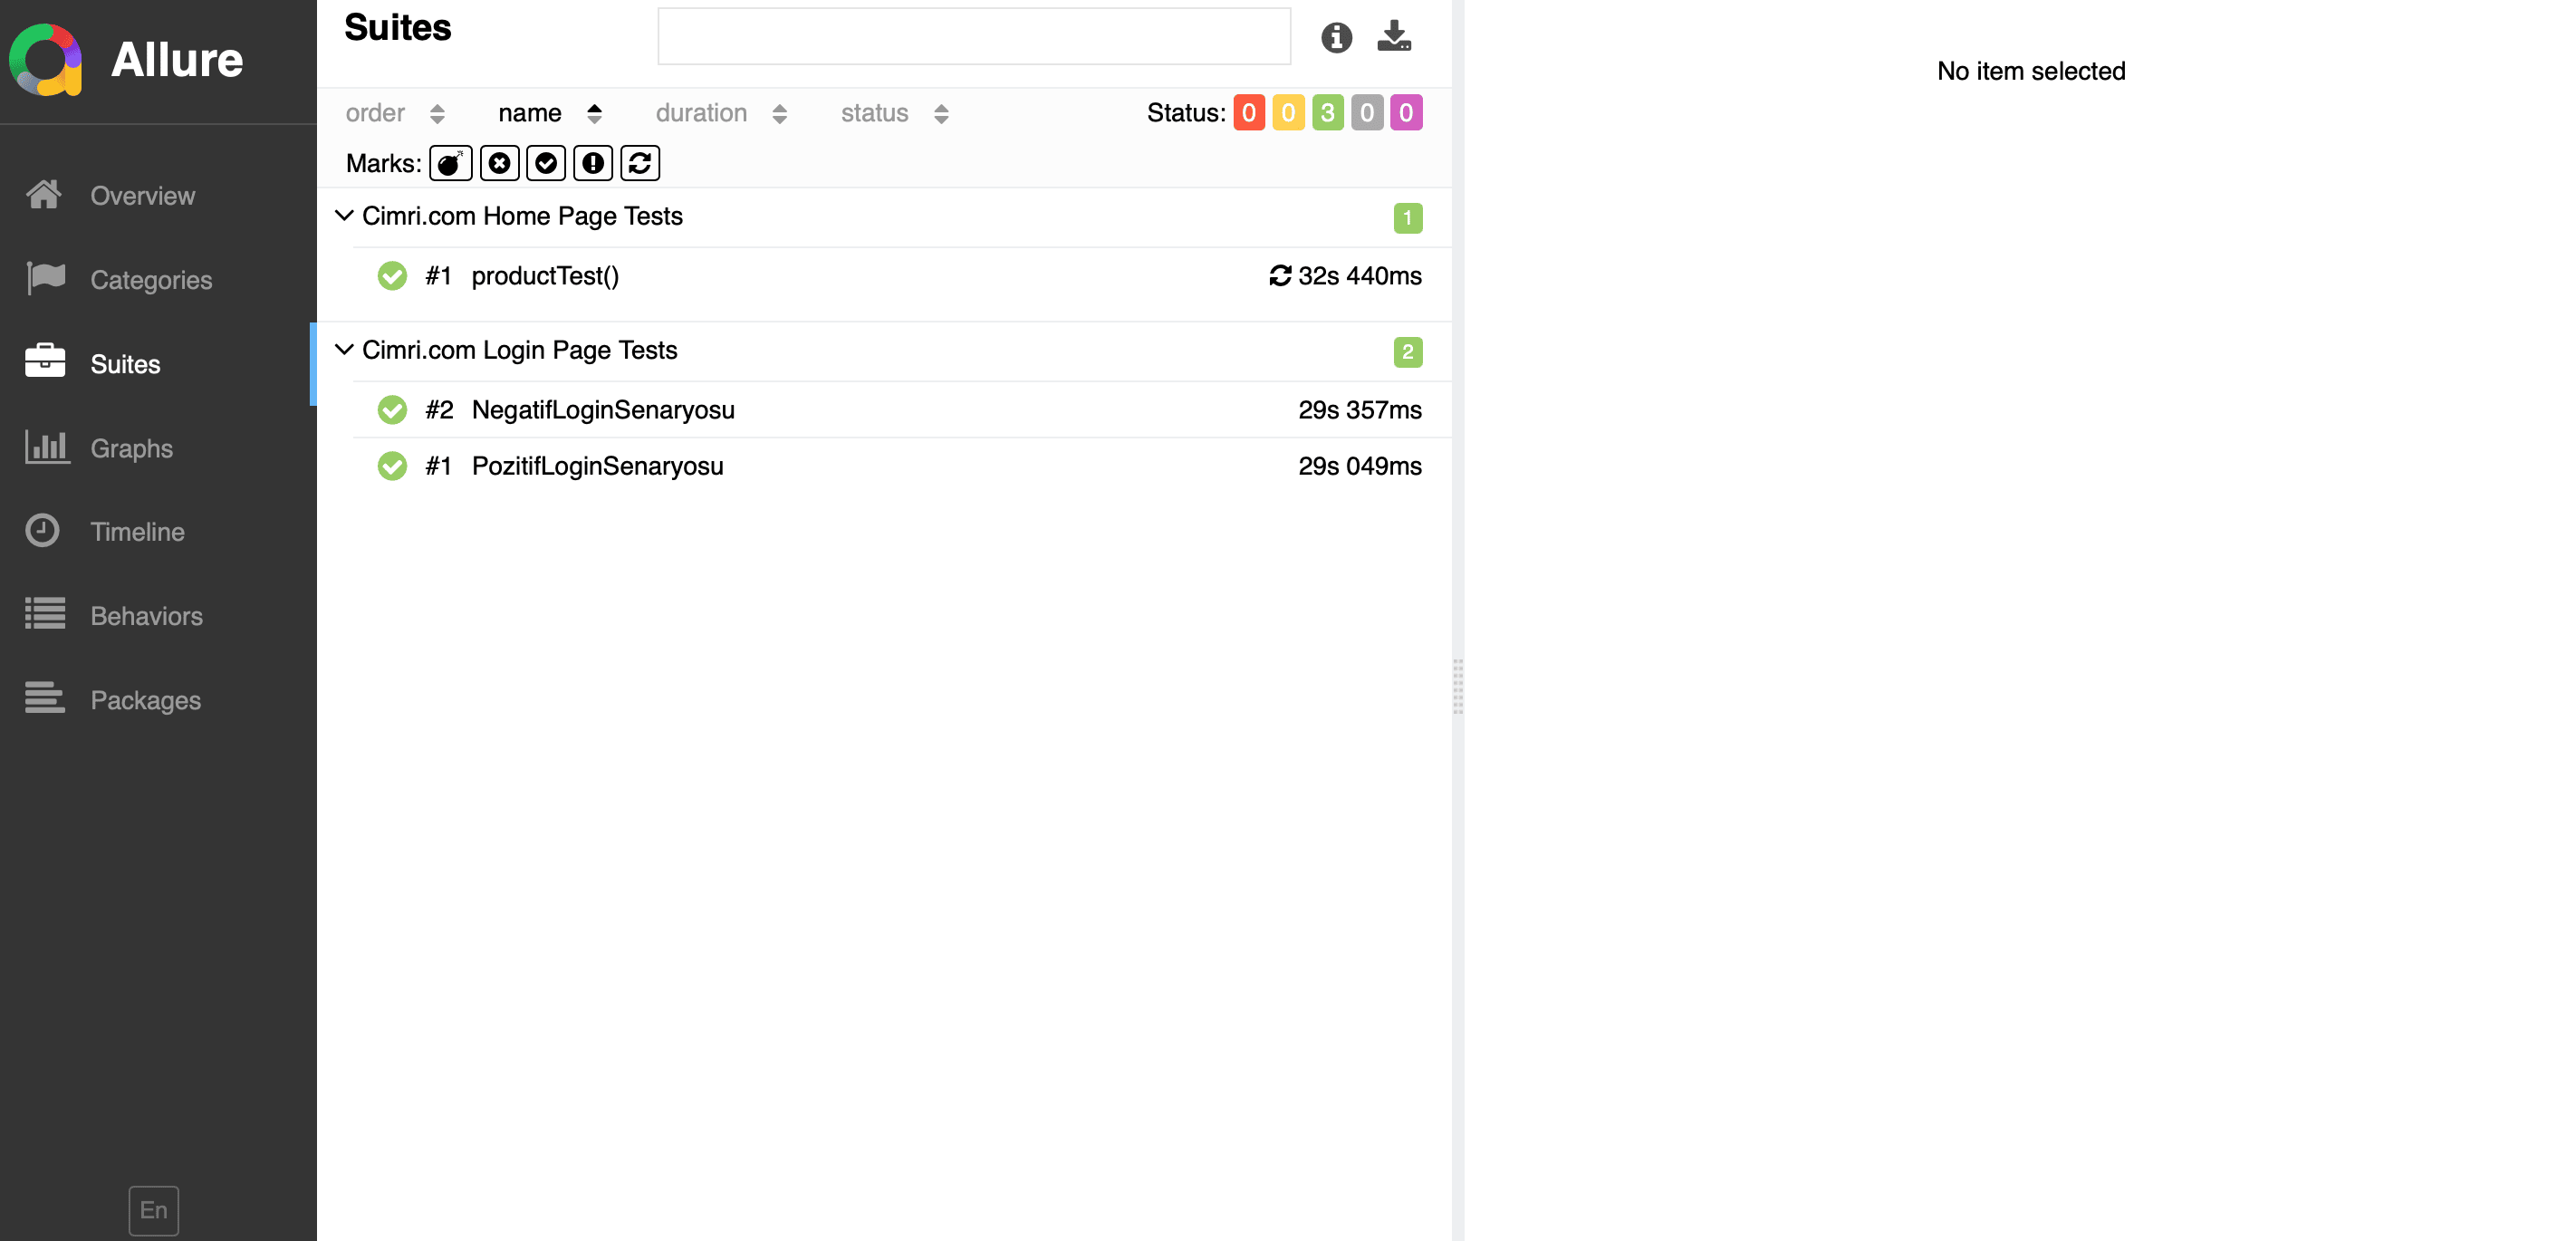 Allure
Overview
Categories
Suites
Graphs
Timeline
Behaviors
Packages
En
Suites
order name duration status Status: 0 0 3 0 0
Marks:
Cimri.com Home Page Tests 1
#1 productTest() 32s 440ms
Cimri.com Login Page Tests 2
#2 NegatifLoginSenaryosu 29s 357ms
#1 PozitifLoginSenaryosu 29s 049ms
No item selected